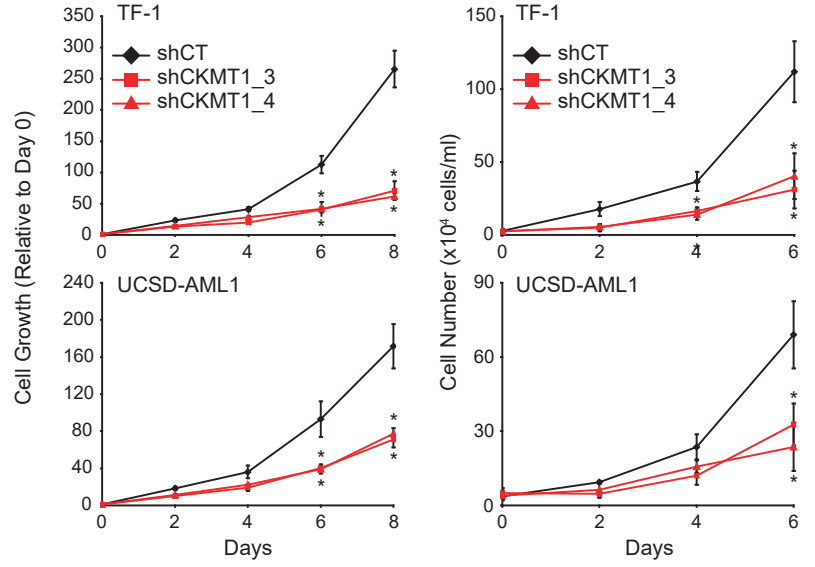 TF-1
350
300
250
200
150
100
50
0
shCT
shCKMT1_3
shCKMT1_4
*
*
*
*
0 2 4 6 8
Cell Growth (Relative to Day 0)
TF-1
150
100
50
0
shCT
shCKMT1_3
shCKMT1_4
*
*
*
*
0 2 4 6
Cell Number (x10⁴ cells/ml)
UCSD-AML1
240
200
160
120
80
40
0
*
*
*
*
0 2 4 6 8
Days
UCSD-AML1
90
60
30
0
*
*
0 2 4 6
Days